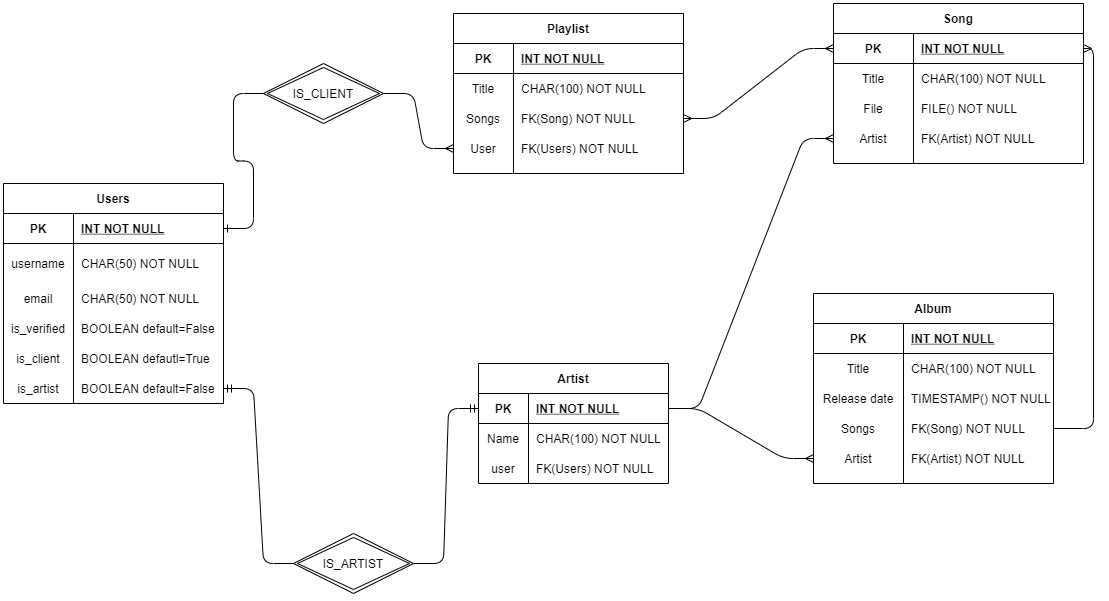 Playlist
PK INT NOT NULL
Title CHAR(100) NOT NULL
Songs FK(Song) NOT NULL
User FK(Users) NOT NULL
Song
PK INT NOT NULL
Title CHAR(100) NOT NULL
File FILE() NOT NULL
Artist FK(Artist) NOT NULL
IS_CLIENT
Users
PK INT NOT NULL
username CHAR(50) NOT NULL
email CHAR(50) NOT NULL
is_verified BOOLEAN default=False
is_client BOOLEAN defautl=True
is_artist BOOLEAN default=False
Artist
PK INT NOT NULL
Name CHAR(100) NOT NULL
user FK(Users) NOT NULL
Album
PK INT NOT NULL
Title CHAR(100) NOT NULL
Release date TIMESTAMP() NOT NULL
Songs FK(Song) NOT NULL
Artist FK(Artist) NOT NULL
IS_ARTIST